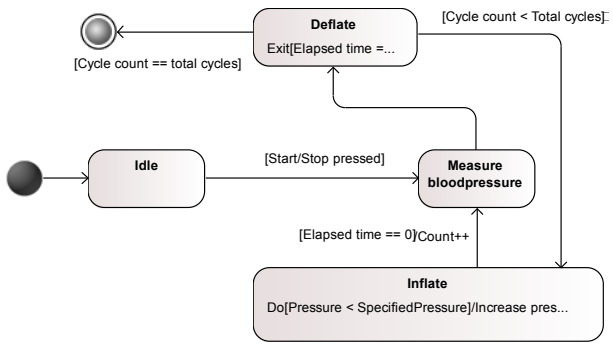 Deflate
Exit[Elapsed time =...
[Cycle count < Total cycles]
[Cycle count == total cycles]
Idle
[Start/Stop pressed]
Measure
bloodpressure
[Elapsed time == 0]/Count++
Inflate
Do[Pressure < SpecifiedPressure]/Increase pres...